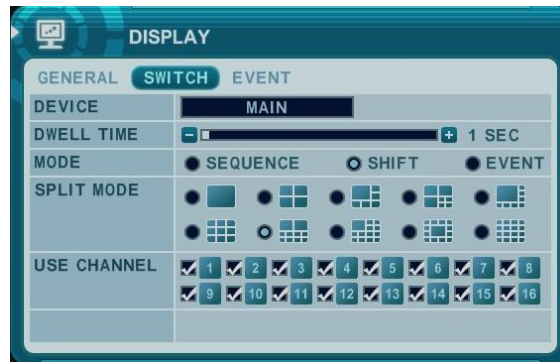 DISPLAY
GENERAL SWITCH EVENT
DEVICE MAIN
DWELL TIME - + 1 SEC
MODE SEQUENCE SHIFT EVENT
SPLIT MODE
USE CHANNEL 1 2 3 4 5 6 7 8
9 10 11 12 13 14 15 16